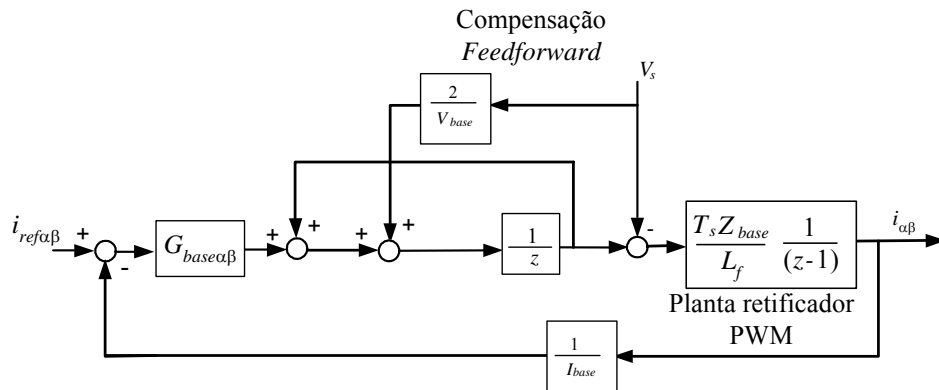 Compensação
Feedforward
V_s
2
V_base
+
+
+
+
+
i_refαβ
+
-
G_baseαβ
1
z
-
T_s Z_base
L_f
1
(z-1)
i_αβ
Planta retificador
PWM
1
I_base